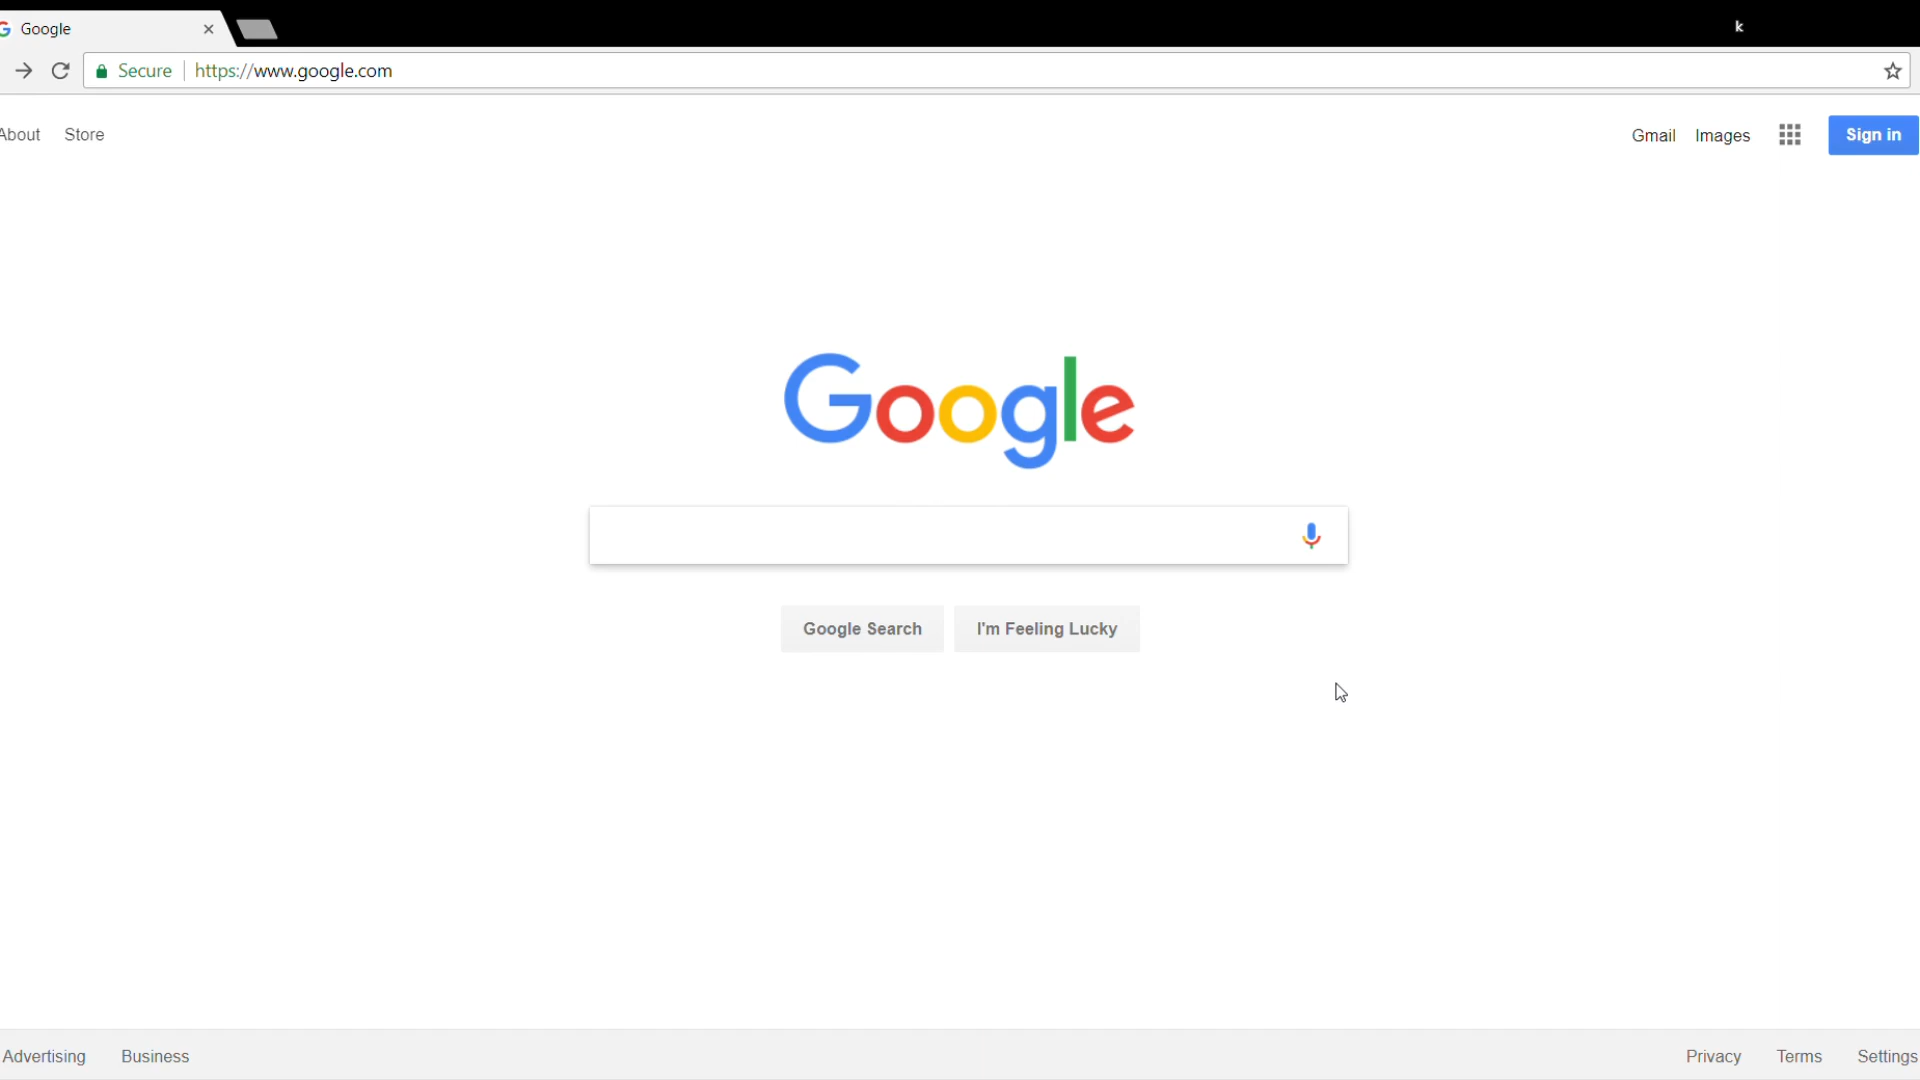 Google
k
Secure https://www.google.com
About Store Gmail Images Sign in
Google
Google Search I'm Feeling Lucky
Advertising Business Privacy Terms Settings